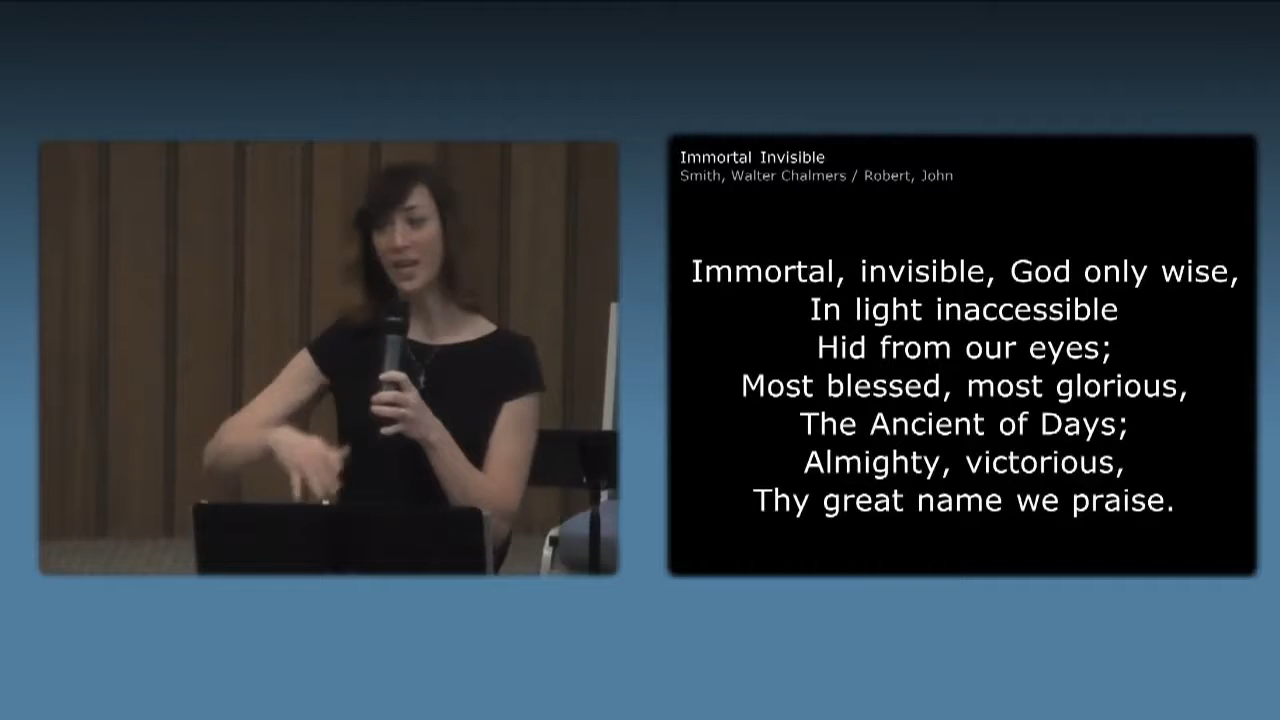 Immortal Invisible
Smith, Walter Chalmers / Robert, John
Immortal, invisible, God only wise,
In light inaccessible
Hid from our eyes;
Most blessed, most glorious,
The Ancient of Days;
Almighty, victorious,
Thy great name we praise.